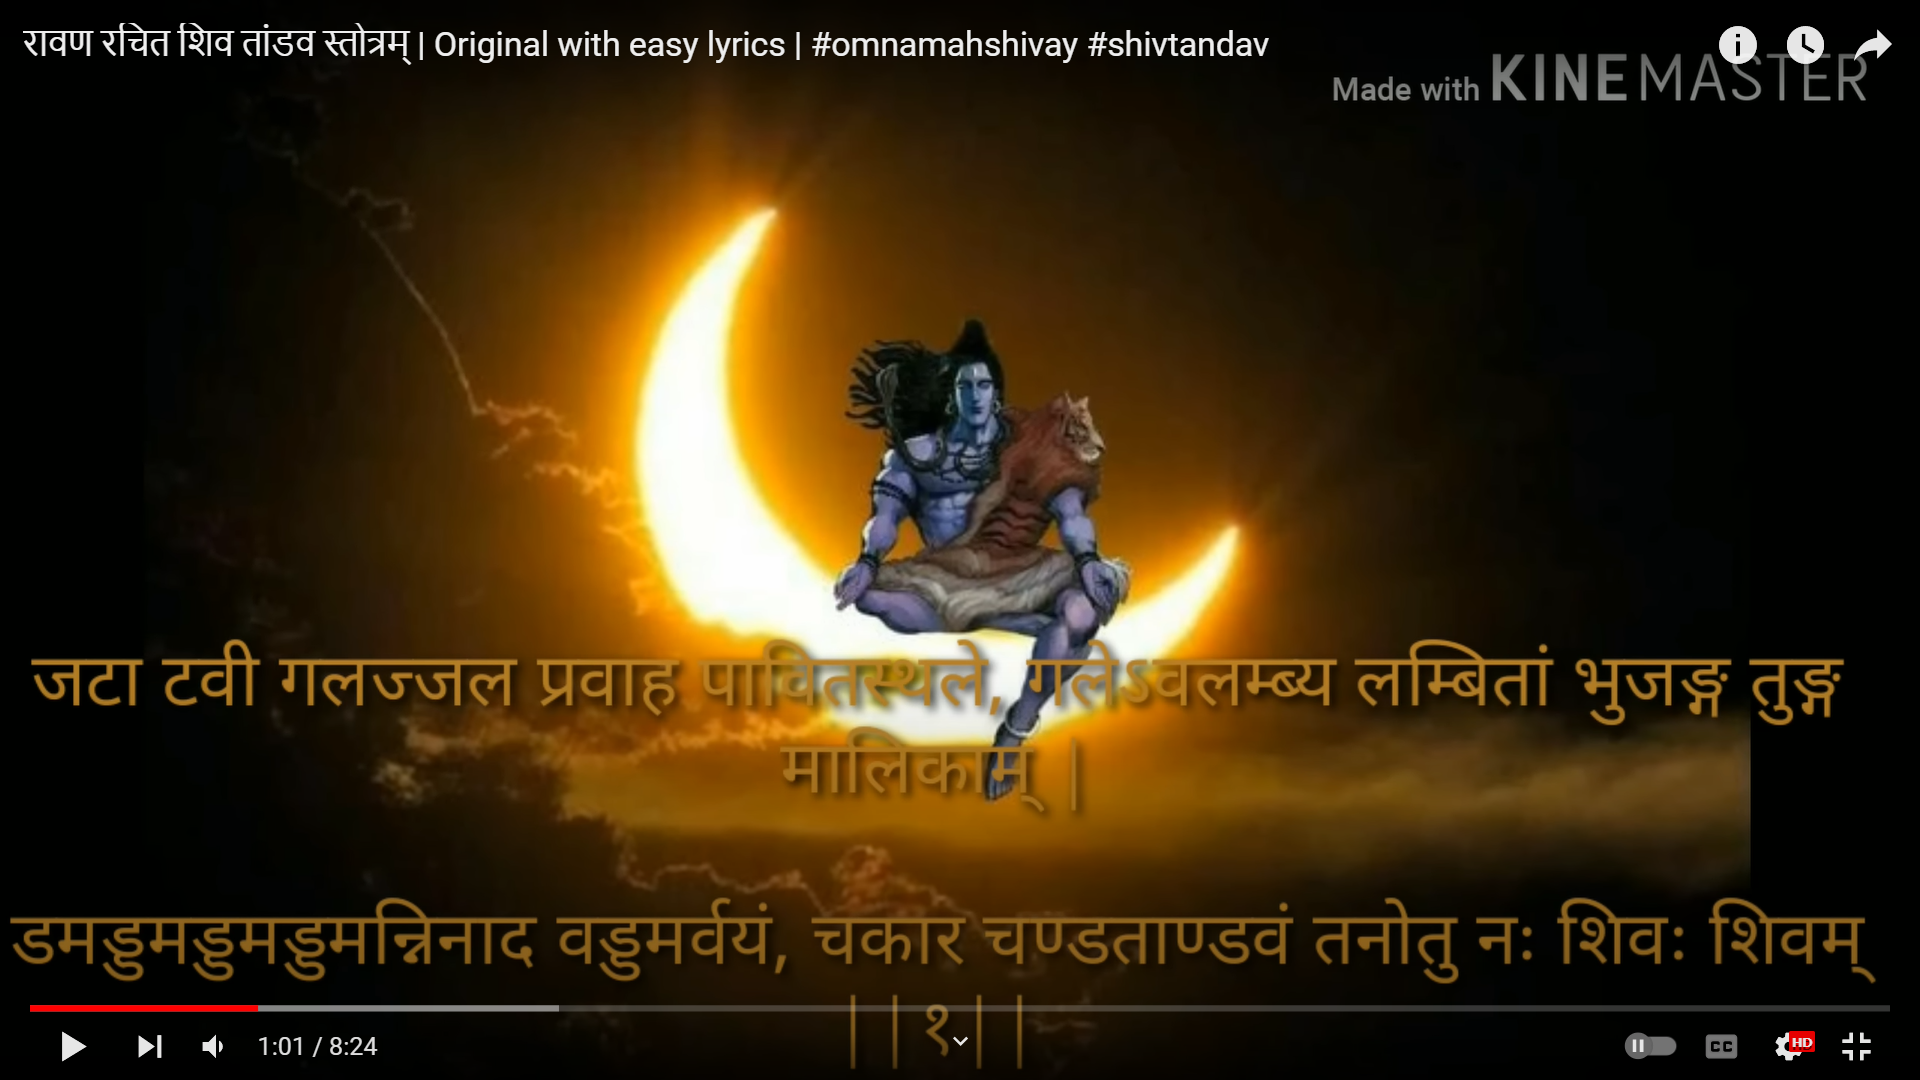 रावण रचित शिव तांडव स्तोत्रम् | Original with easy lyrics | #omnamahshivay #shivtandav
Made with KINEMASTER
जटा टवी गलज्जल प्रवाह पावितस्थले, गलेऽवलम्ब्य लम्बितां भुजङ्ग तुङ्ग
मालिकाम् |
डमड्डमड्डमड्डमन्निनाद वड्डमर्वयं, चकार चण्डताण्डवं तनोतु नः शिवः शिवम्
||१||
1:01 / 8:24
CC
HD